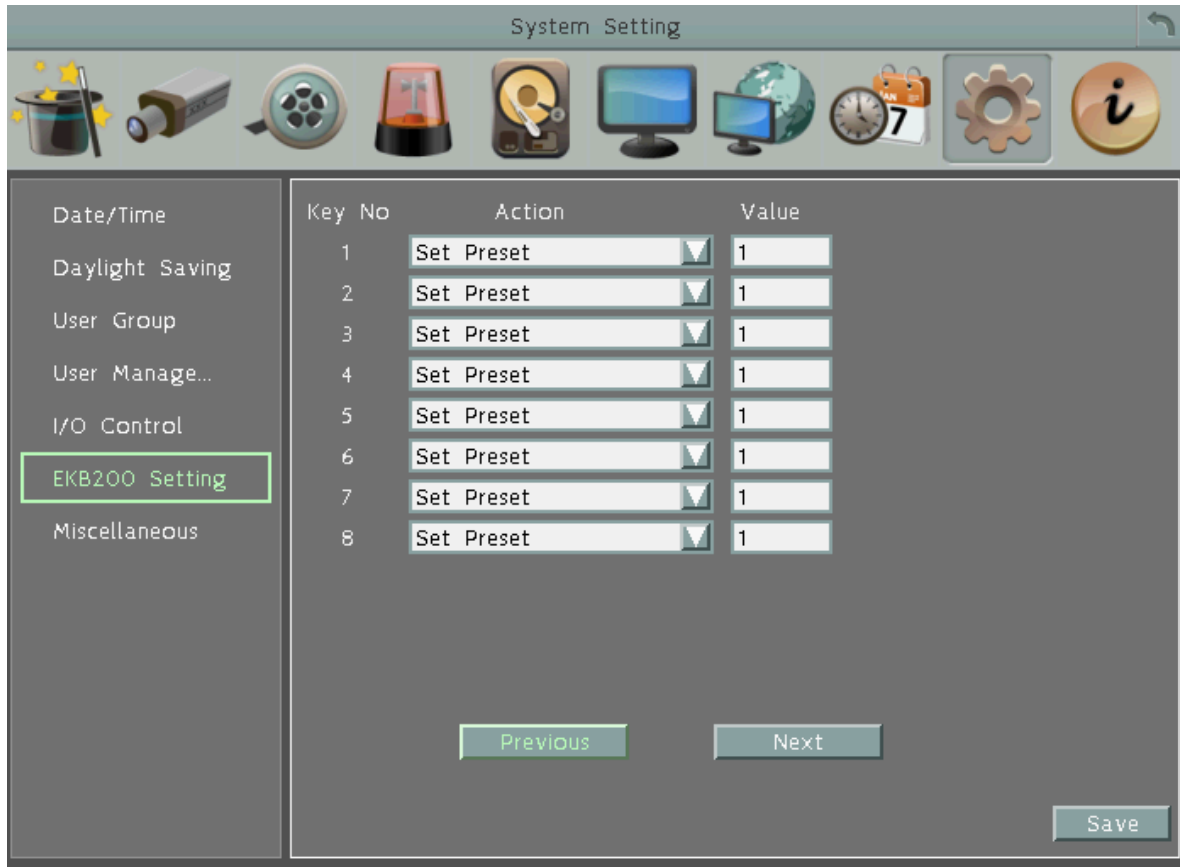 System Setting
JAN
7
i
Date/Time
Daylight Saving
User Group
User Manage...
I/O Control
EKB200 Setting
Miscellaneous
Key No Action Value
1 Set Preset 1
2 Set Preset 1
3 Set Preset 1
4 Set Preset 1
5 Set Preset 1
6 Set Preset 1
7 Set Preset 1
8 Set Preset 1
Previous Next
Save